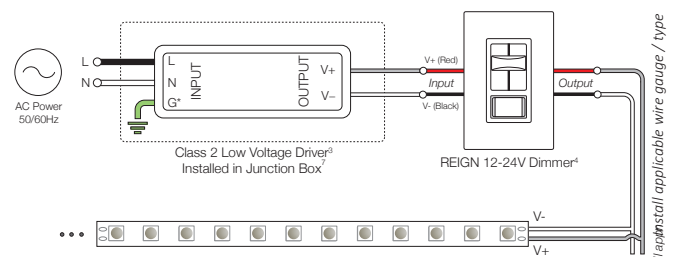 L
N
AC Power
50/60Hz
L
N
G*
INPUT
OUTPUT
V+
V–
Class 2 Low Voltage Driver³
Installed in Junction Box⁷
V+ (Red)
Input
V- (Black)
Output
REIGN 12-24V Dimmer⁴
Install applicable wire gauge / type
V-
V+